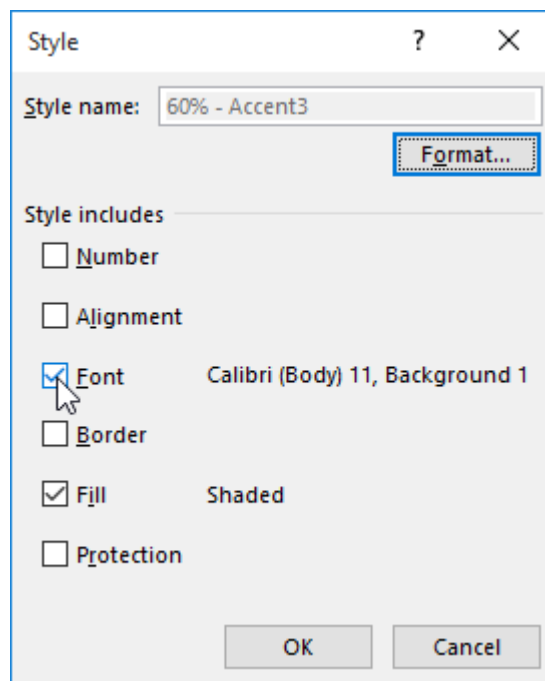 Style ?
Style name: 60% - Accent3
Format...
Style includes
Number
Alignment
Font Calibri (Body) 11, Background 1
Border
Fill Shaded
Protection
OK Cancel